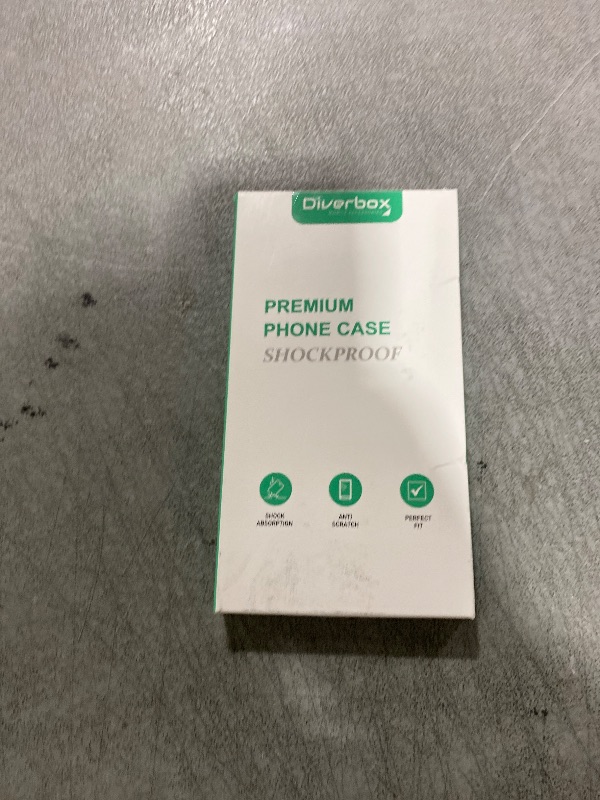 Diverbox
PREMIUM
PHONE CASE
SHOCKPROOF
SHOCK
ABSORPTION
ANTI
SCRATCH
PERFECT
FIT